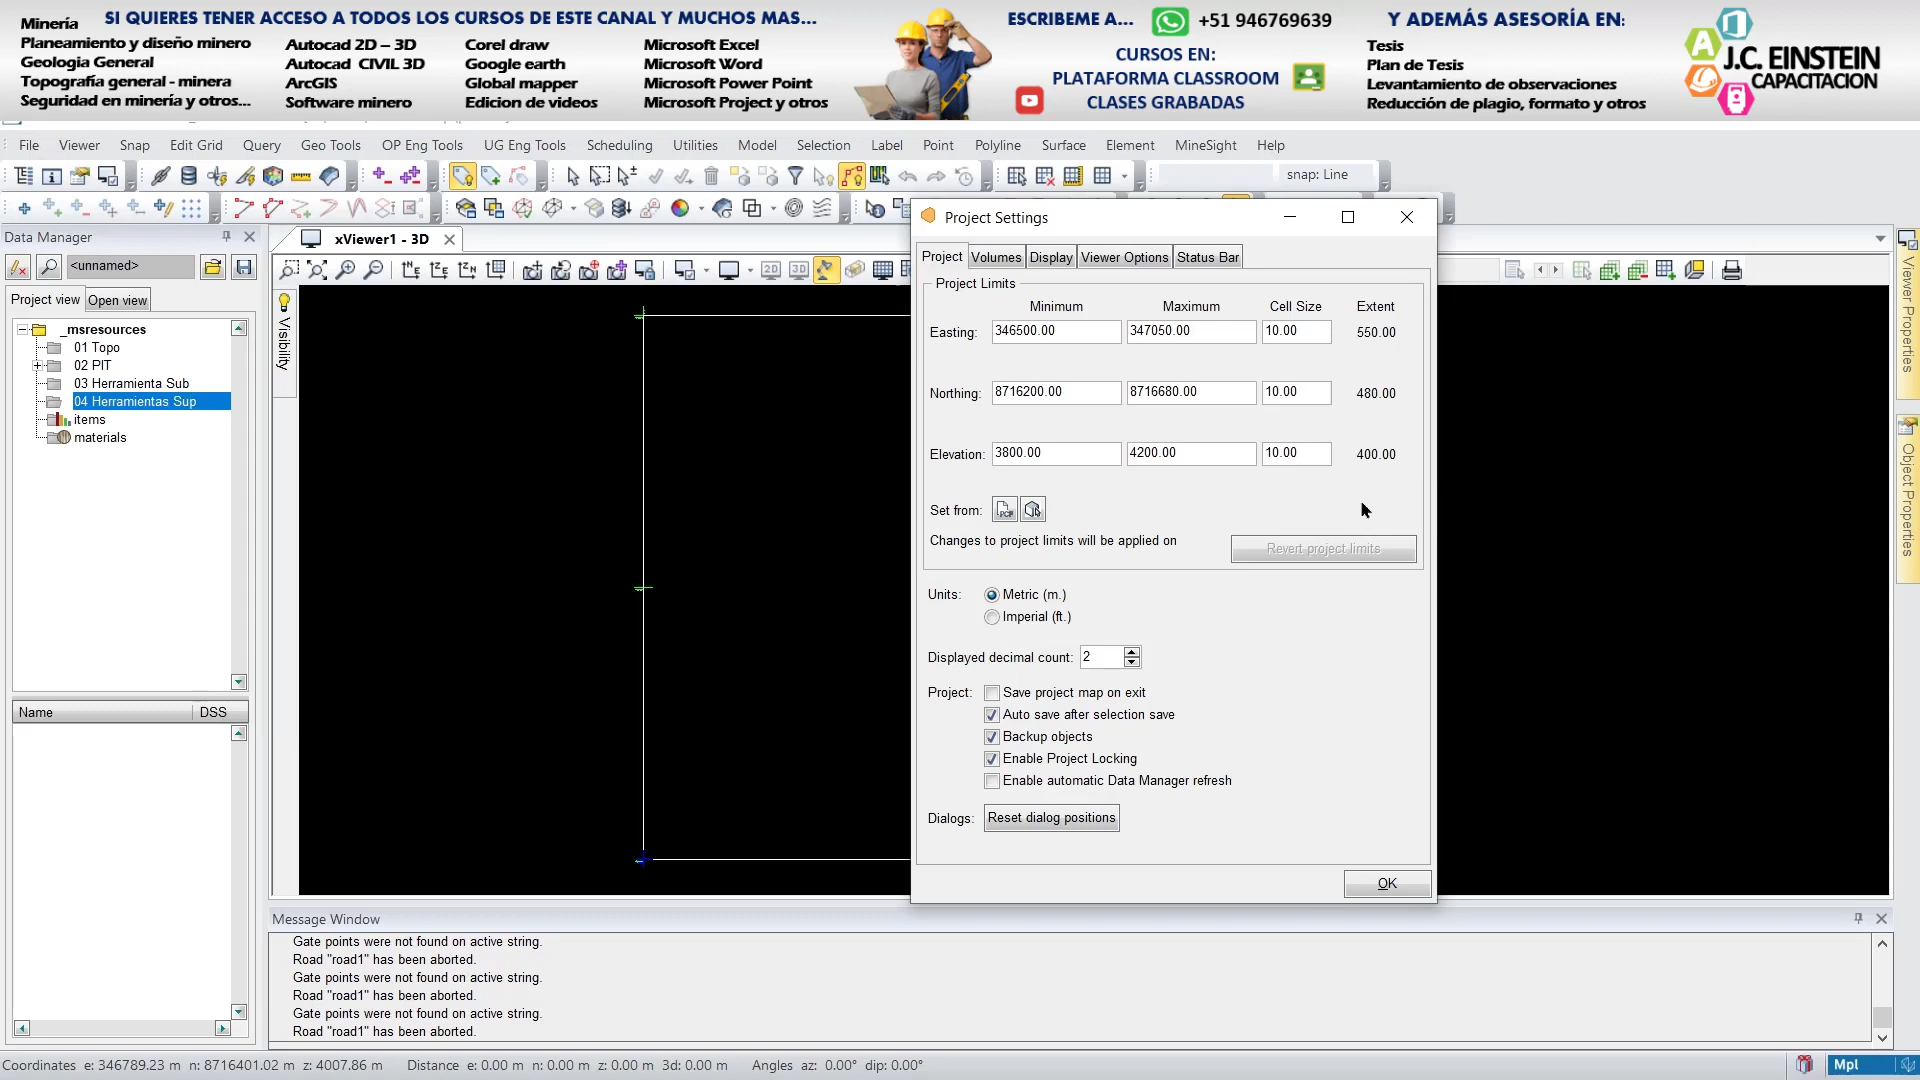 SI QUIERES TENER ACCESO A TODOS LOS CURSOS DE ESTE CANAL Y MUCHOS MAS...
Minería
Planeamiento y diseño minero
Geologia General
Topografía general - minera
Seguridad en minería y otros...
Autocad 2D – 3D
Autocad CIVIL 3D
ArcGIS
Software minero
Corel draw
Google earth
Global mapper
Edicion de videos
Microsoft Excel
Microsoft Word
Microsoft Power Point
Microsoft Project y otros
ESCRIBEME A... +51 946769639
CURSOS EN:
PLATAFORMA CLASSROOM
CLASES GRABADAS
Y ADEMÁS ASESORÍA EN:
Tesis
Plan de Tesis
Levantamiento de observaciones
Reducción de plagio, formato y otros
J.C. EINSTEIN
CAPACITACION
File Viewer Snap Edit Grid Query Geo Tools OP Eng Tools UG Eng Tools Scheduling Utilities Model Selection Label Point Polyline Surface Element MineSight Help
snap: Line
Data Manager
<unnamed>
Project view Open view
_msresources
01 Topo
02 PIT
03 Herramienta Sub
04 Herramientas Sup
items
materials
Name DSS
xViewer1 - 3D
2D 3D
Visibility
Project Settings
Project Volumes Display Viewer Options Status Bar
Project Limits
Minimum Maximum Cell Size Extent
Easting: 346500.00 347050.00 10.00 550.00
Northing: 8716200.00 8716680.00 10.00 480.00
Elevation: 3800.00 4200.00 10.00 400.00
Set from: PCF
Changes to project limits will be applied on
Revert project limits
Units: Metric (m.)
Imperial (ft.)
Displayed decimal count: 2
Project: Save project map on exit
Auto save after selection save
Backup objects
Enable Project Locking
Enable automatic Data Manager refresh
Dialogs: Reset dialog positions
OK
Viewer Properties
Object Properties
Message Window
Gate points were not found on active string.
Road "road1" has been aborted.
Gate points were not found on active string.
Road "road1" has been aborted.
Gate points were not found on active string.
Road "road1" has been aborted.
Coordinates e: 346789.23 m n: 8716401.02 m z: 4007.86 m Distance e: 0.00 m n: 0.00 m z: 0.00 m 3d: 0.00 m Angles az: 0.00° dip: 0.00°
Mpl